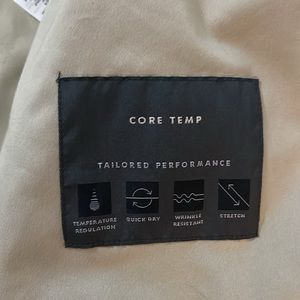 CORE TEMP
TAILORED PERFORMANCE
TEMPERATURE
REGULATION
QUICK DRY
WRINKLE
RESISTANT
STRETCH